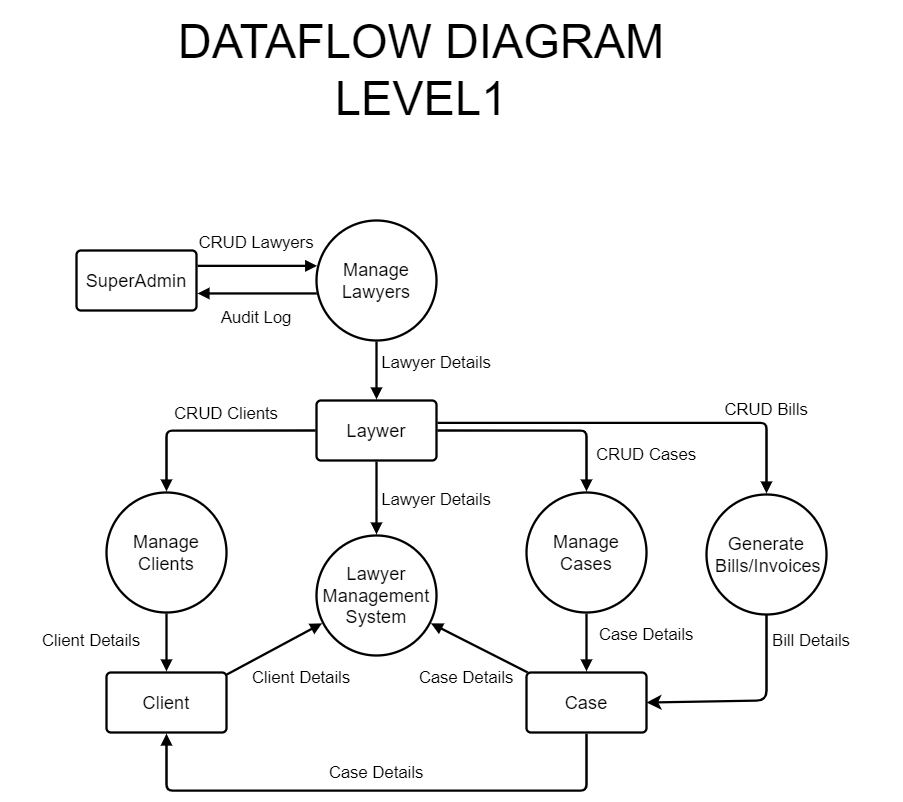 DATAFLOW DIAGRAM
LEVEL1
CRUD Lawyers
SuperAdmin
Manage
Lawyers
Audit Log
Lawyer Details
CRUD Clients
Laywer
CRUD Bills
CRUD Cases
Lawyer Details
Manage
Clients
Lawyer
Management
System
Manage
Cases
Generate
Bills/Invoices
Client Details
Client Details
Case Details
Case Details
Bill Details
Client
Case
Case Details